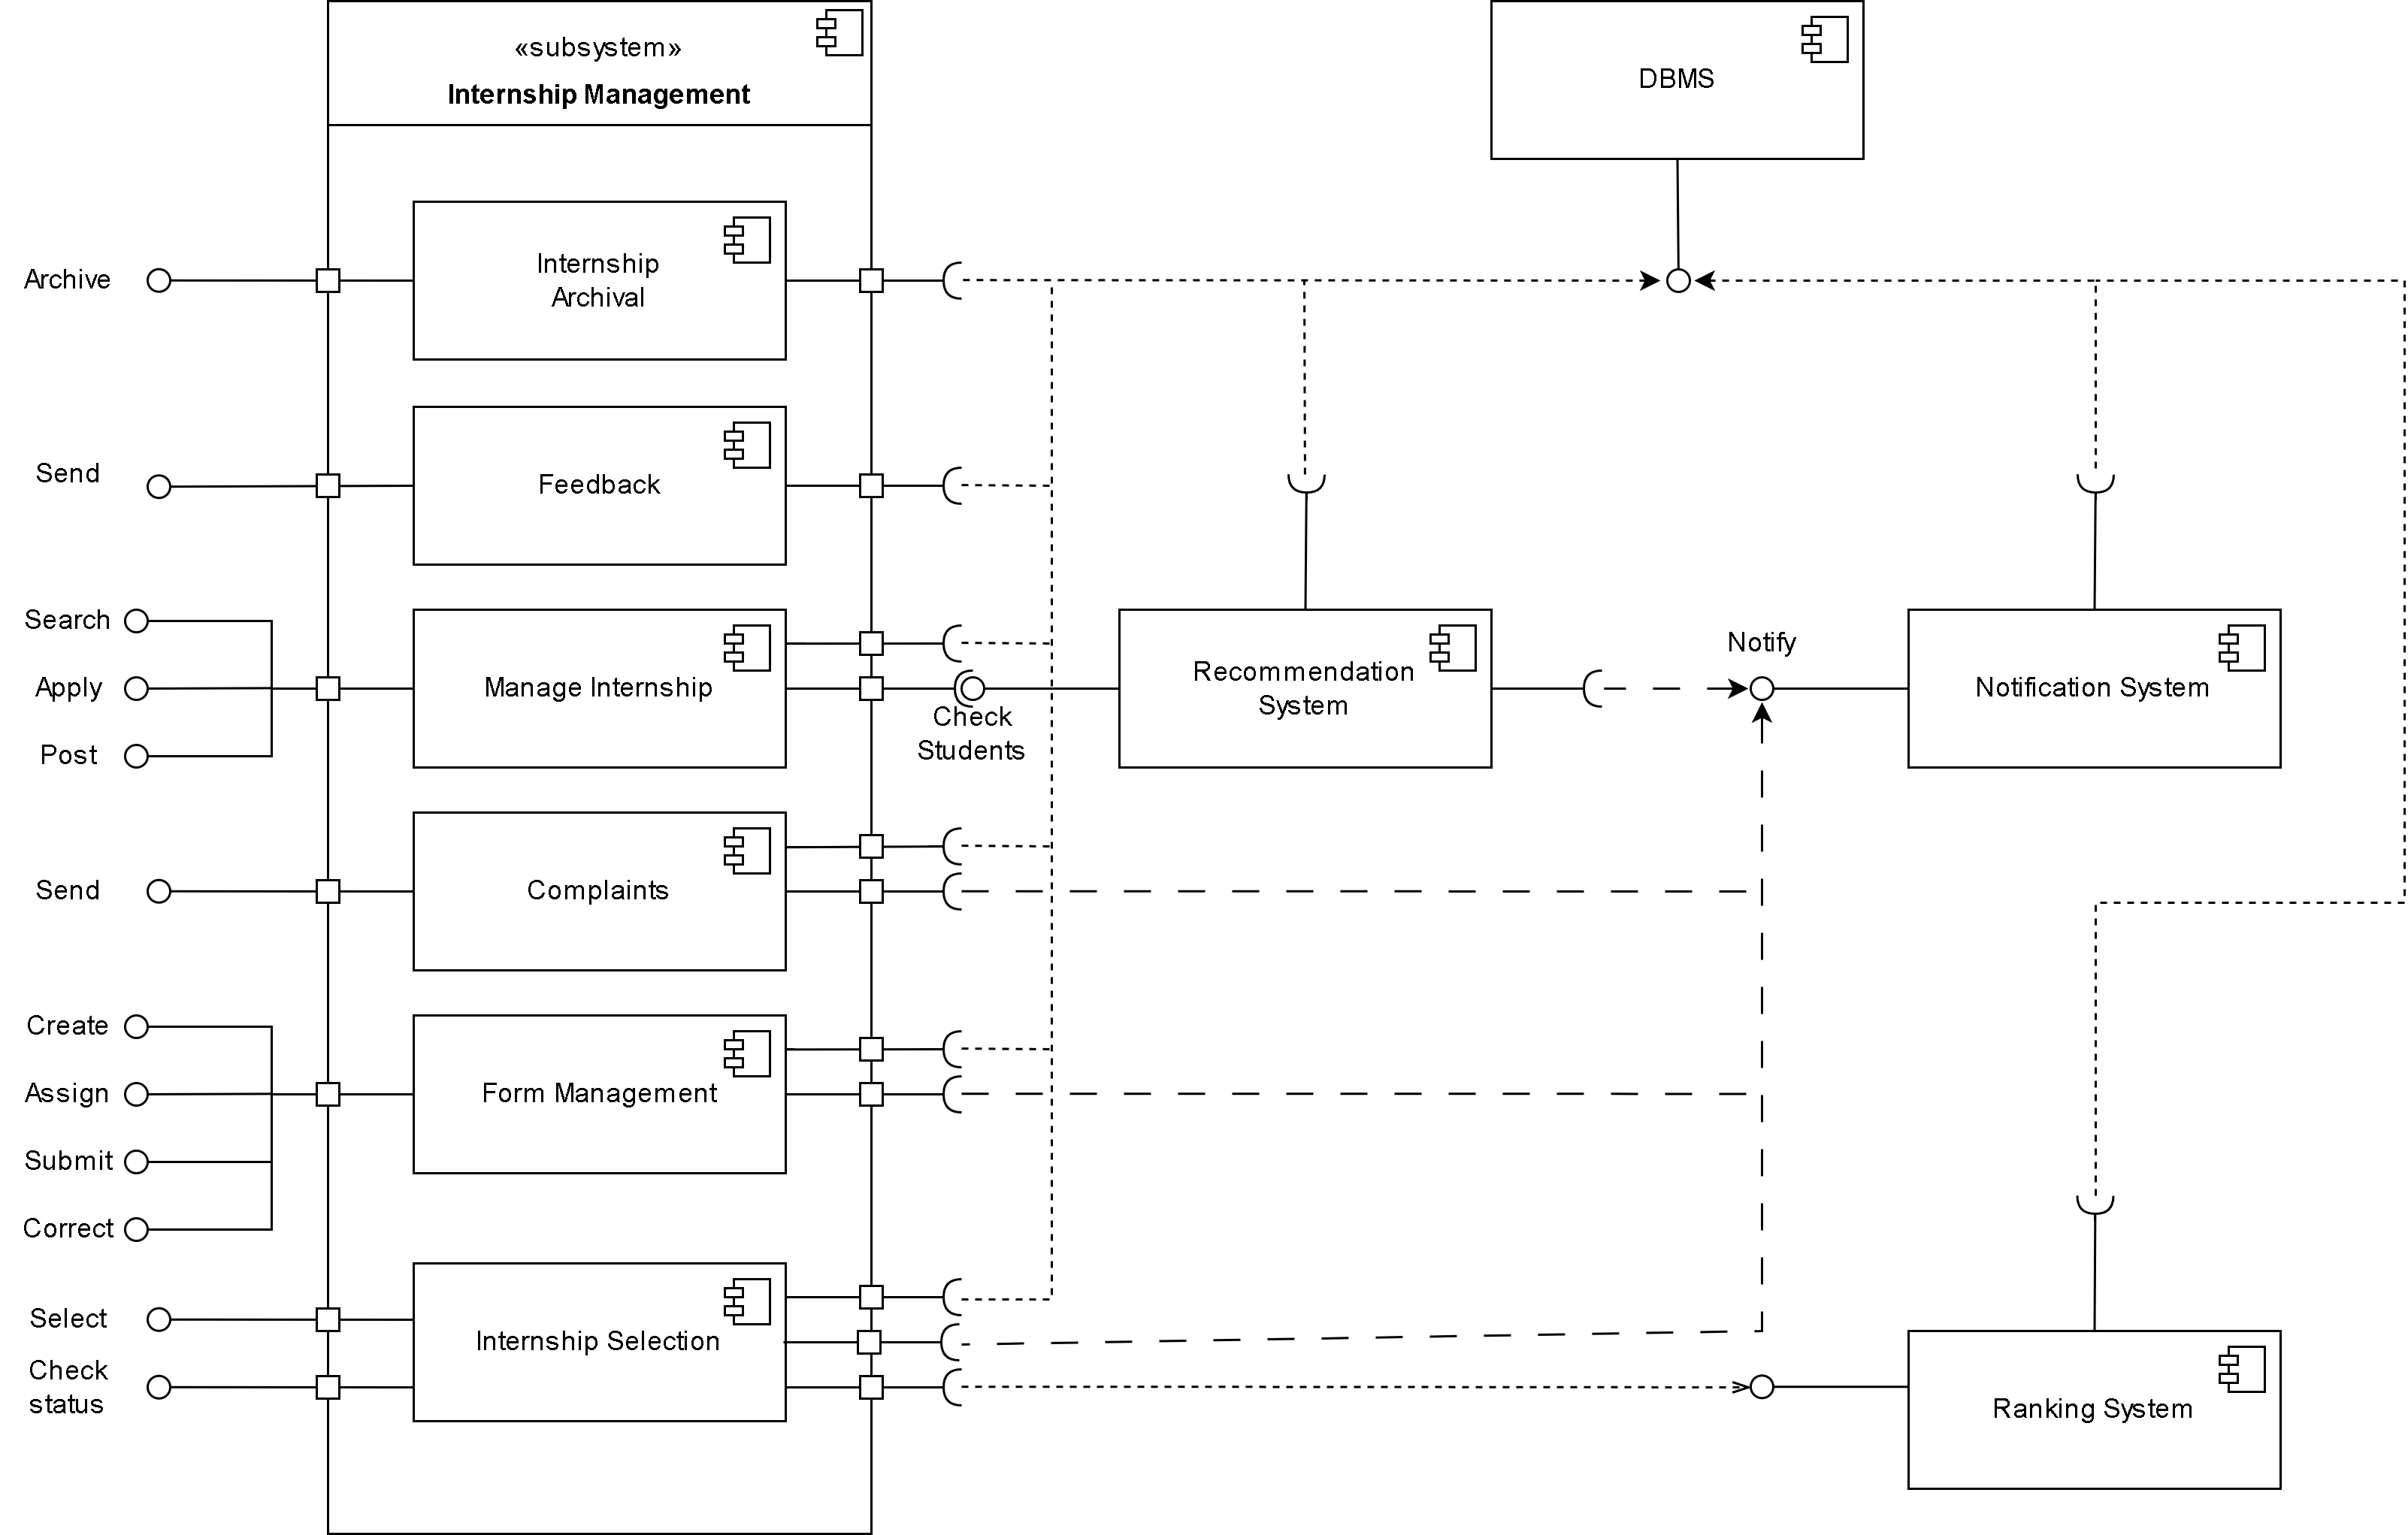 «subsystem»
Internship Management
DBMS
Archive
Internship
Archival
Send
Feedback
Search
Apply
Post
Manage Internship
Check
Students
Recommendation
System
Notify
Notification System
Send
Complaints
Create
Assign
Submit
Correct
Form Management
Select
Check
status
Internship Selection
Ranking System